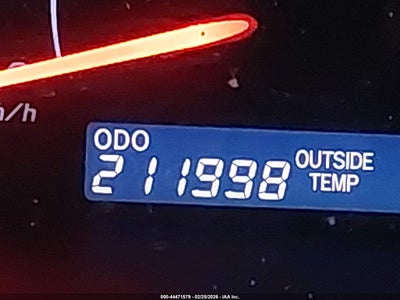 m/h
ODO
211998
OUTSIDE
TEMP
000-44471579 - 02/25/2026 - IAA Inc.